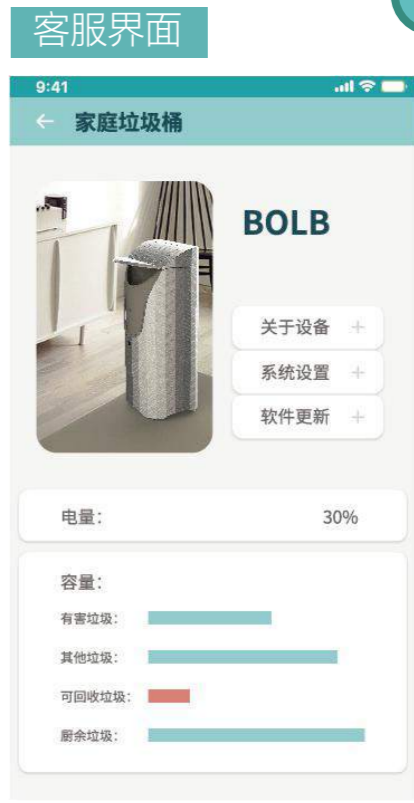 客服界面
9:41
家庭垃圾桶
BOLB
关于设备
系统设置
软件更新
电量： 30%
容量：
有害垃圾：
其他垃圾：
可回收垃圾：
厨余垃圾：